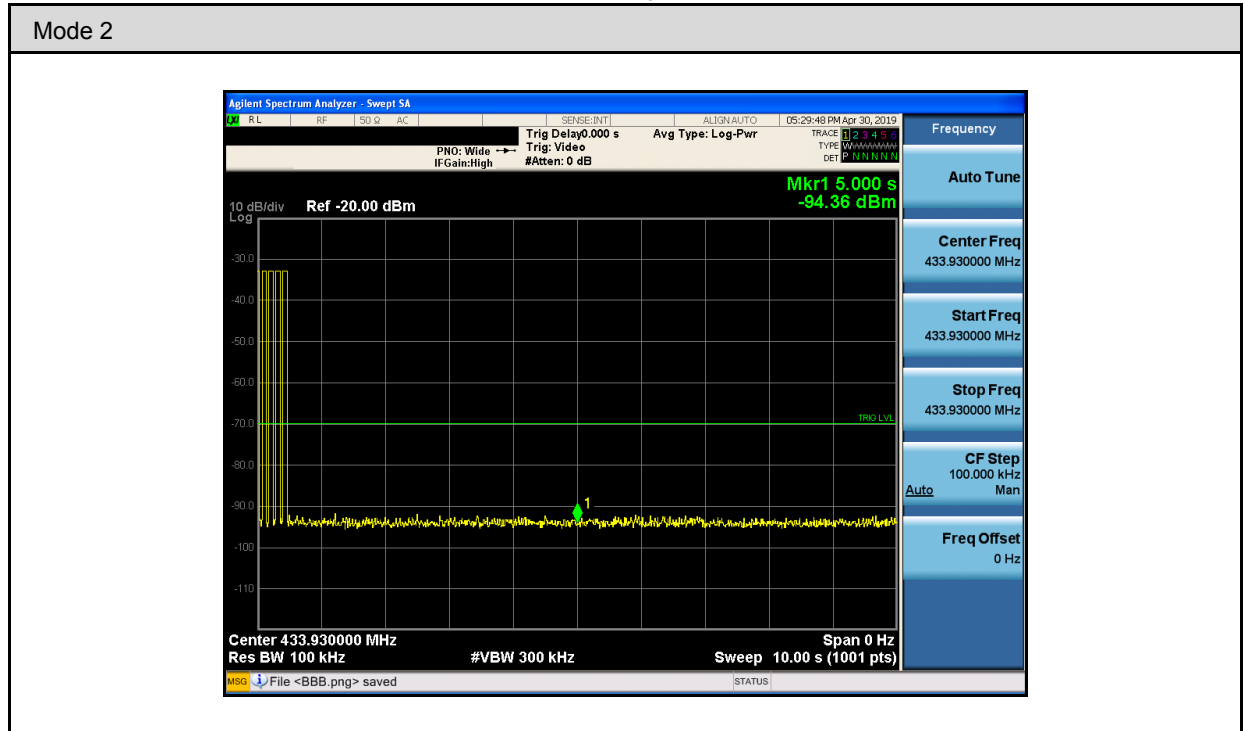 Mode 2
Agilent Spectrum Analyzer - Swept SA
LXI RL RF 50 Ω AC SENSE:INT ALIGN AUTO 05:29:48 PM Apr 30, 2019
Trig Delay0.000 s Avg Type: Log-Pwr TRACE 1 2 3 4 5 6
PNO: Wide Trig: Video TYPE W
IFGain:High #Atten: 0 dB DET P N N N N N
Mkr1 5.000 s
10 dB/div Ref -20.00 dBm -94.36 dBm
Log
-30.0
-40.0
-50.0
-60.0
-70.0 TRIG LVL
-80.0
-90.0
1
-100
-110
Center 433.930000 MHz Span 0 Hz
Res BW 100 kHz #VBW 300 kHz Sweep 10.00 s (1001 pts)
MSG File <BBB.png> saved STATUS
Frequency
Auto Tune
Center Freq
433.930000 MHz
Start Freq
433.930000 MHz
Stop Freq
433.930000 MHz
CF Step
100.000 kHz
Auto Man
Freq Offset
0 Hz